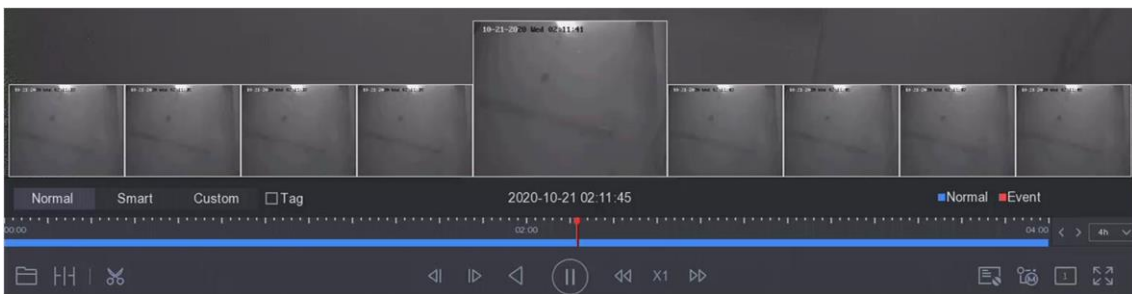 10-21-2020 Wed 02:11:41
Normal Smart Custom Tag 2020-10-21 02:11:45 Normal Event
00:00 02:00 04:00 4h
X1 1